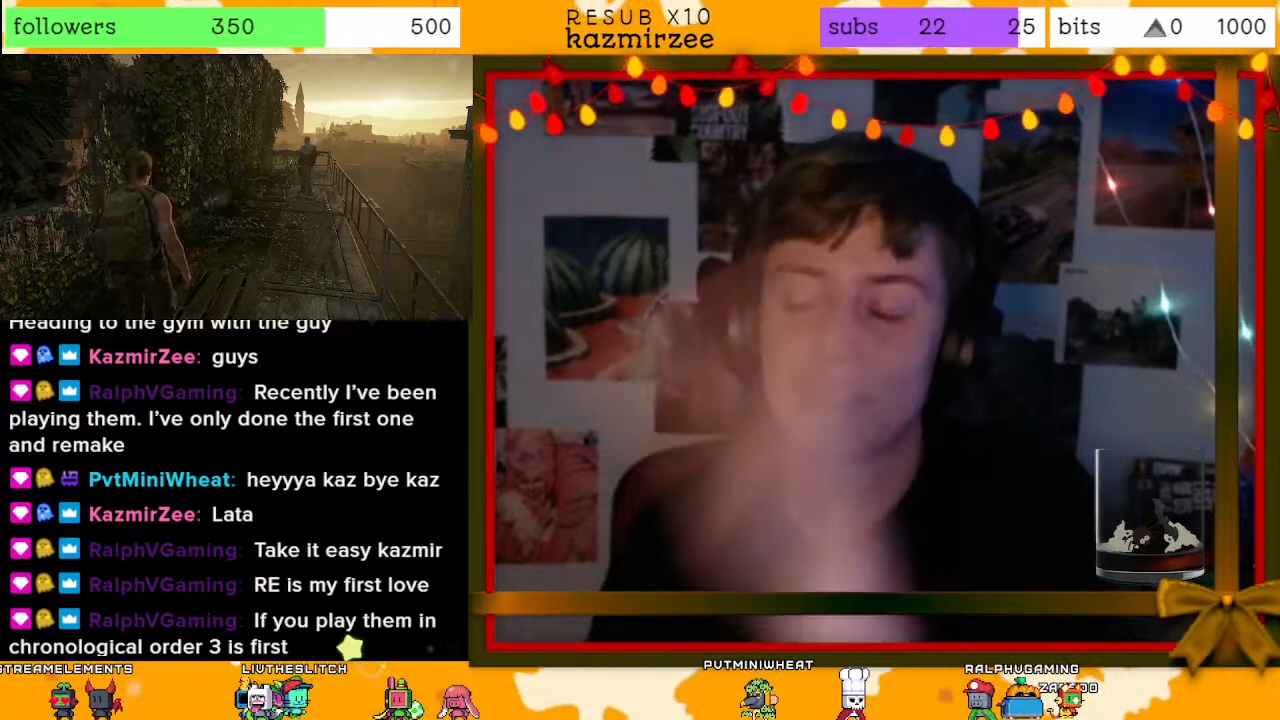 followers 350 500
RESUB X10
kazmirzee
subs 22 25
bits 0 1000
Heading to the gym with the guy
KazmirZee: guys
RalphVGaming: Recently I've been
playing them. I've only done the first one
and remake
PvtMiniWheat: heyyya kaz bye kaz
KazmirZee: Lata
RalphVGaming: Take it easy kazmir
RalphVGaming: RE is my first love
RalphVGaming: If you play them in
chronological order 3 is first
STREAMELEMENTS
LIVTHESLITCH
PVTMINIWHEAT
RALPHVGAMING